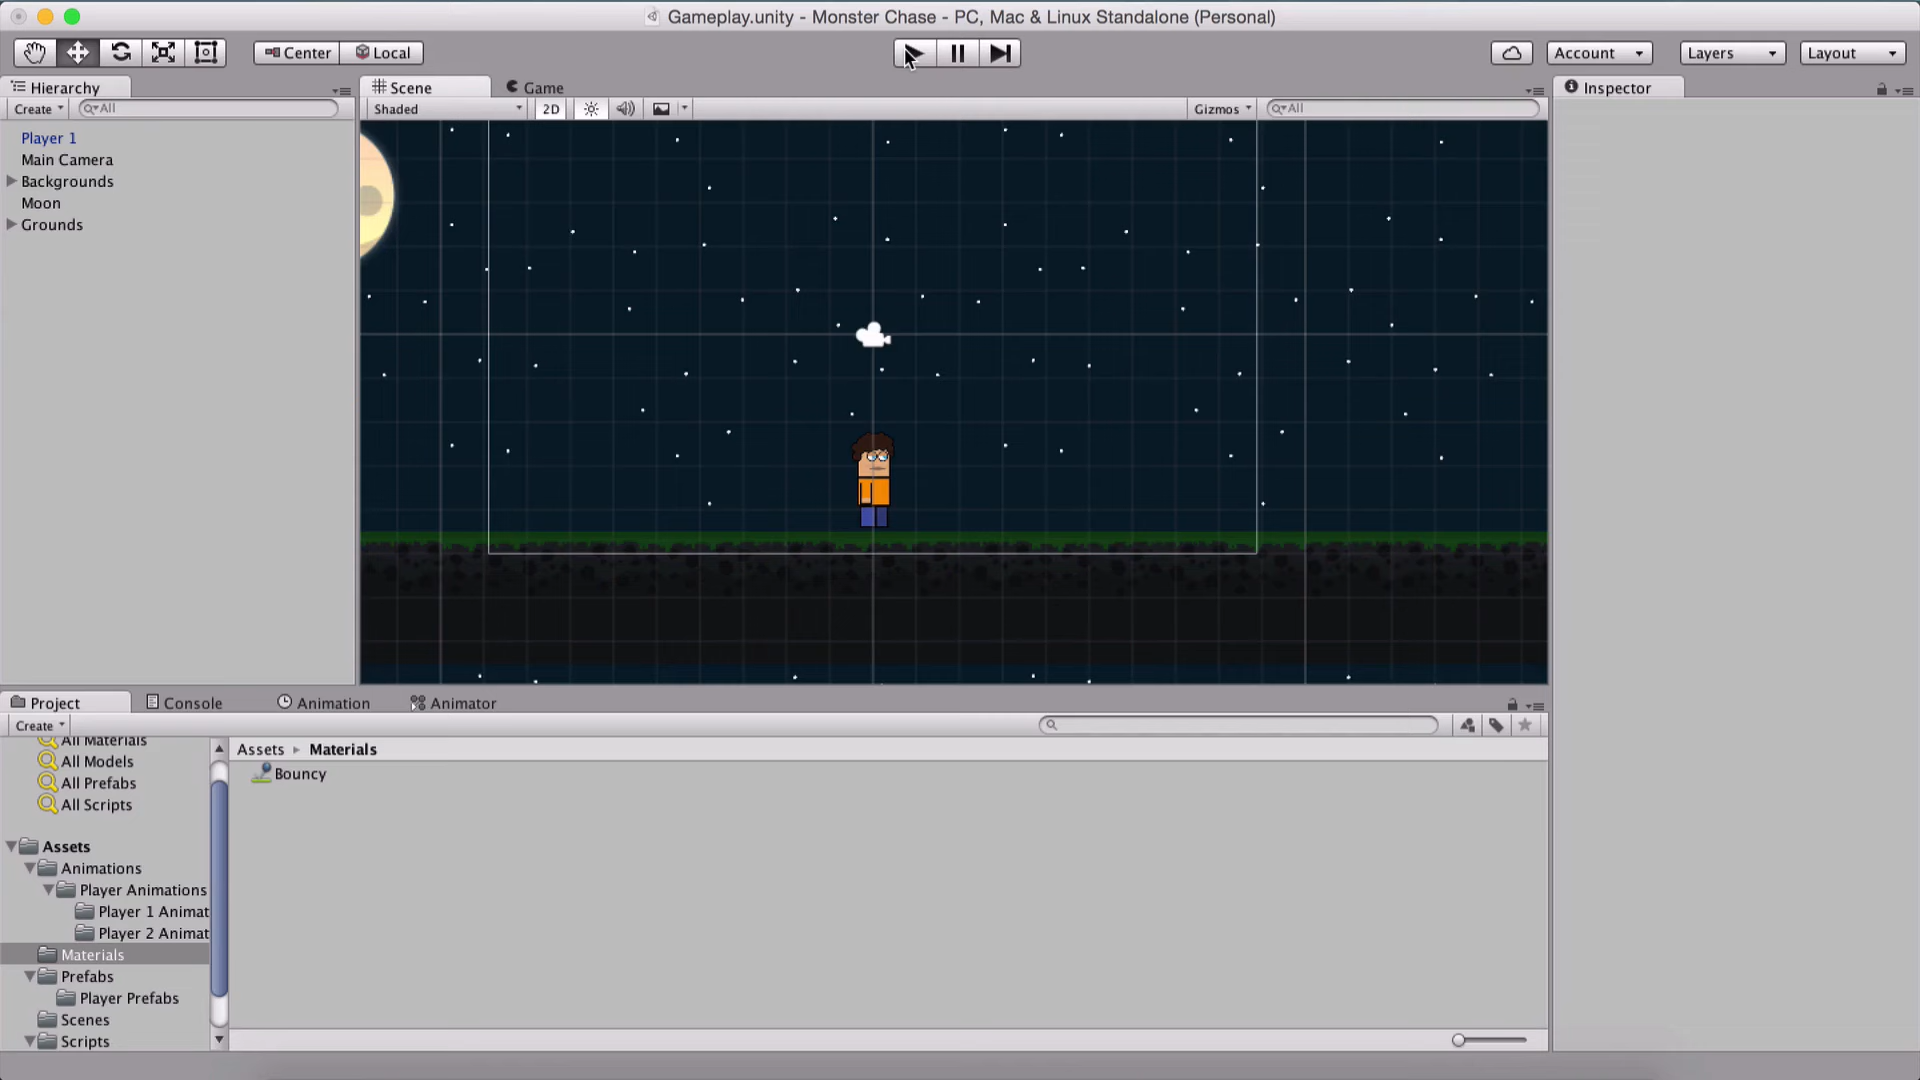 Gameplay.unity - Monster Chase - PC, Mac & Linux Standalone (Personal)
Center Local Account Layers Layout
Hierarchy Scene Game Inspector
Create All Shaded 2D Gizmos All
Player 1
Main Camera
Backgrounds
Moon
Grounds
Project Console Animation Animator
Create
All Materials
All Models
All Prefabs
All Scripts
Assets
Animations
Player Animations
Player 1 Animat
Player 2 Animat
Materials
Prefabs
Player Prefabs
Scenes
Scripts
Assets Materials
Bouncy